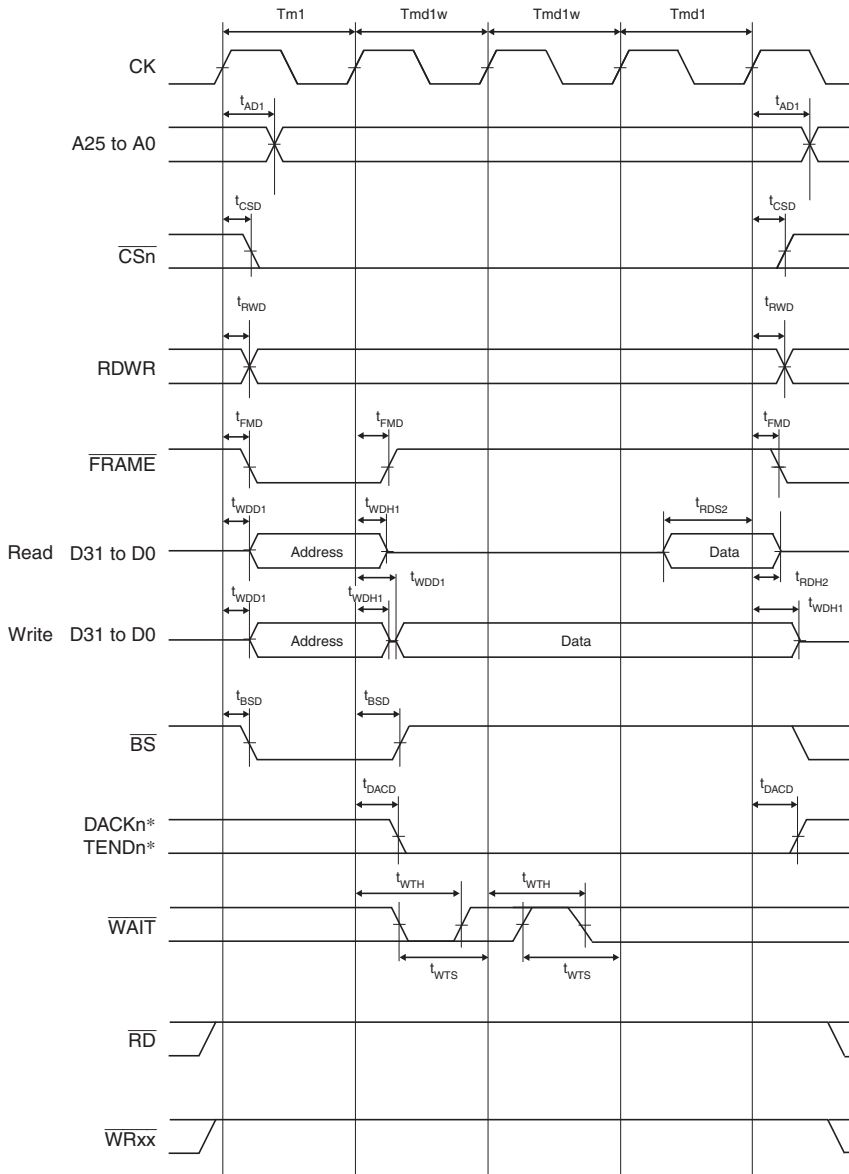 Tm1 Tmd1w Tmd1w Tmd1
CK
tAD1 tAD1
A25 to A0
tCSD tCSD
CSn
tRWD tRWD
RDWR
tFMD tFMD tFMD
FRAME
tWDD1 tWDH1 tRDS2
Read D31 to D0 Address Data
tWDD1 tRDH2
tWDD1 tWDH1 tWDH1
Write D31 to D0 Address Data
tBSD tBSD
BS
tDACD tDACD
DACKn*
TENDn*
tWTH tWTH
WAIT
tWTS tWTS
RD
WRxx